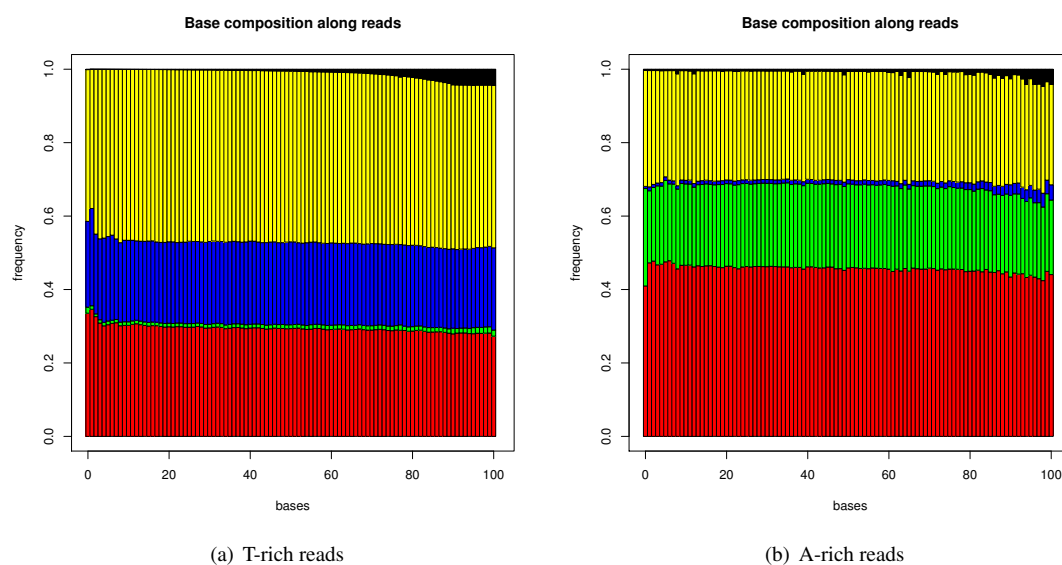 Base composition along reads
frequency
1.0
0.8
0.6
0.4
0.2
0.0
0 20 40 60 80 100
bases
(a) T-rich reads
Base composition along reads
frequency
1.0
0.8
0.6
0.4
0.2
0.0
0 20 40 60 80 100
bases
(b) A-rich reads